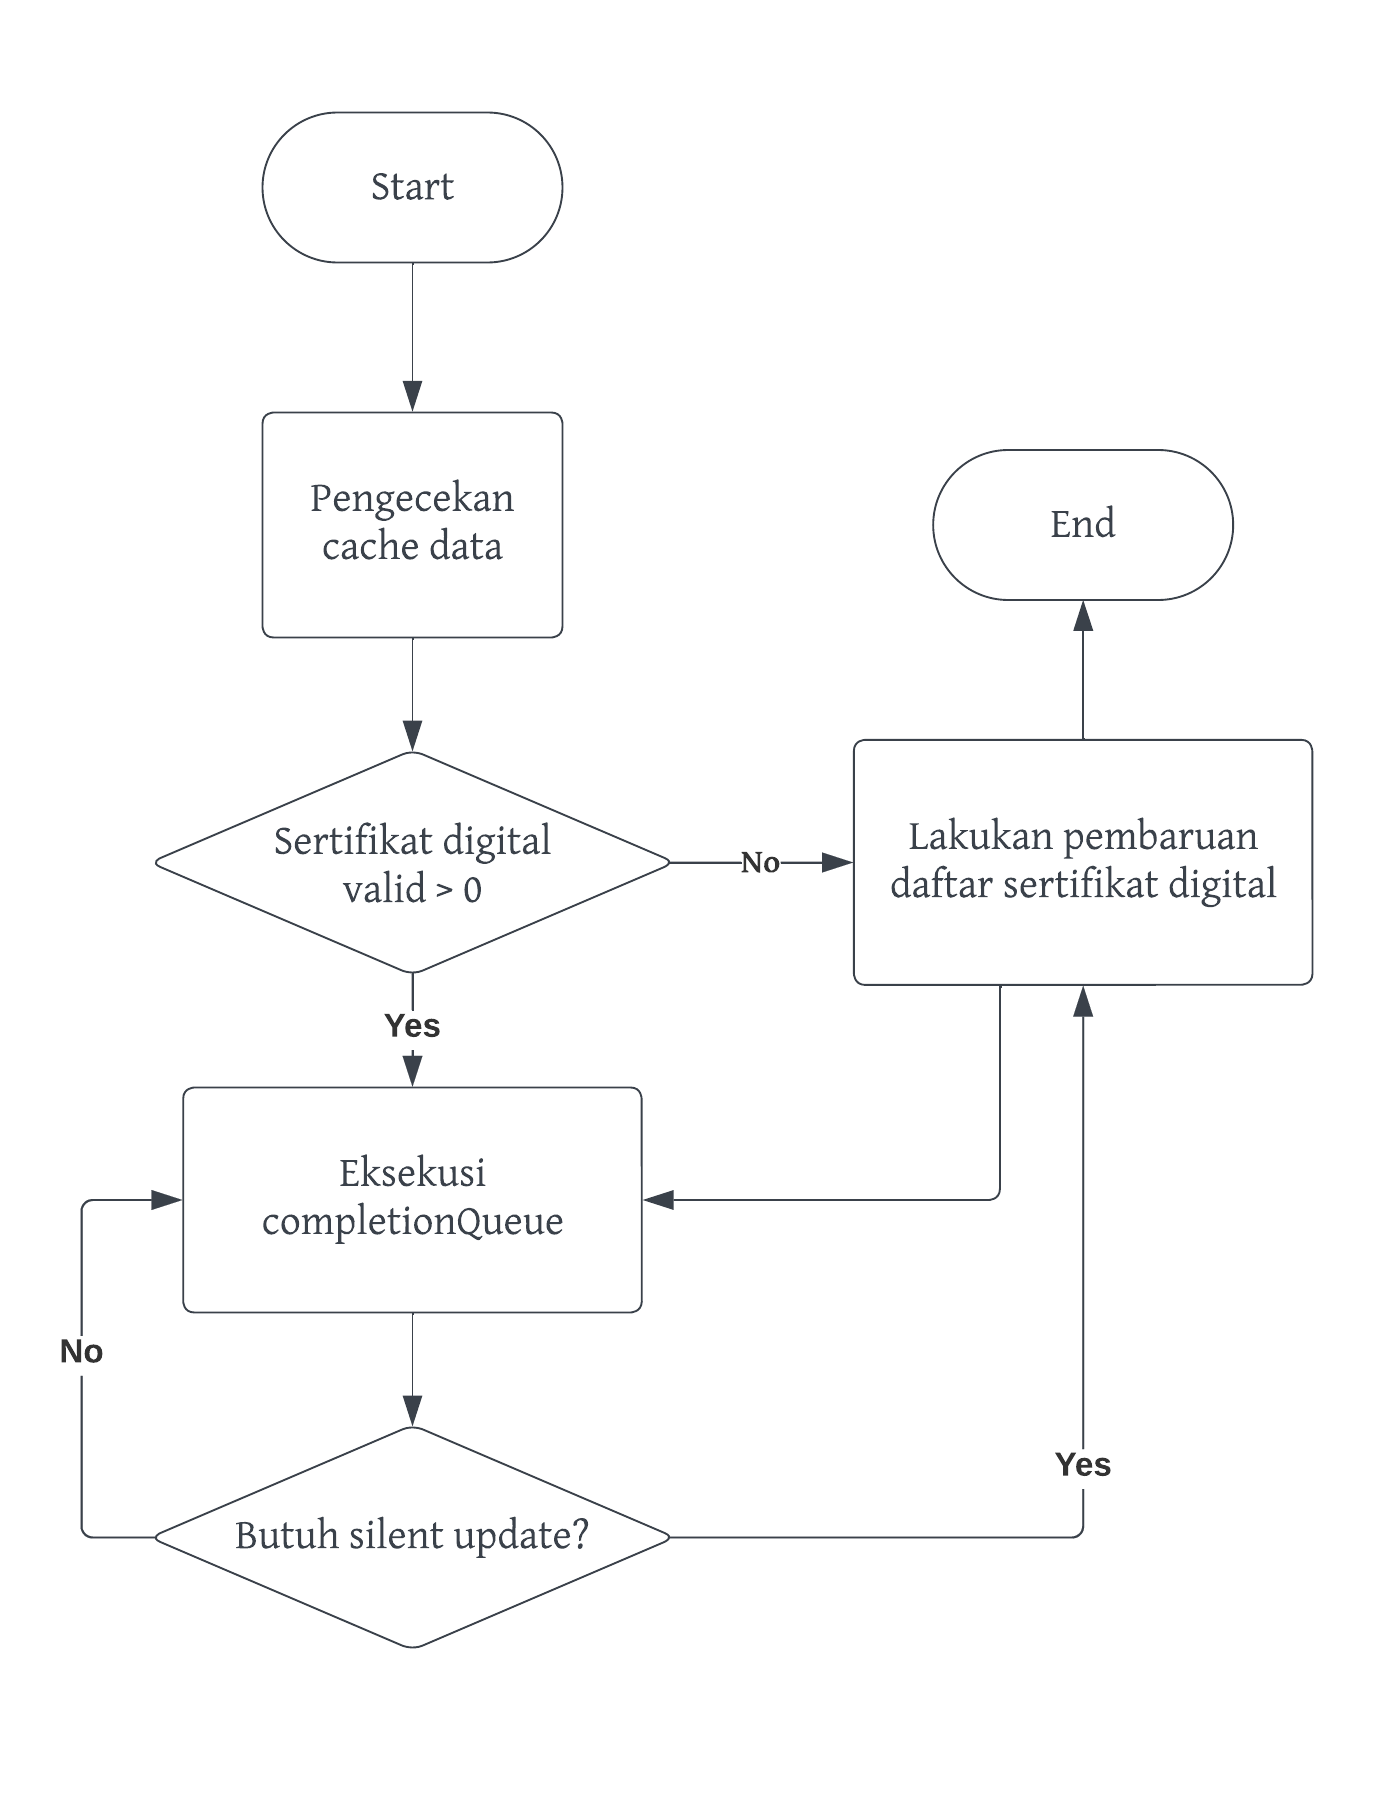 Start
Pengecekan
cache data
End
Sertifikat digital
valid > 0
No
Lakukan pembaruan
daftar sertifikat digital
Yes
Eksekusi
completionQueue
No
Yes
Butuh silent update?